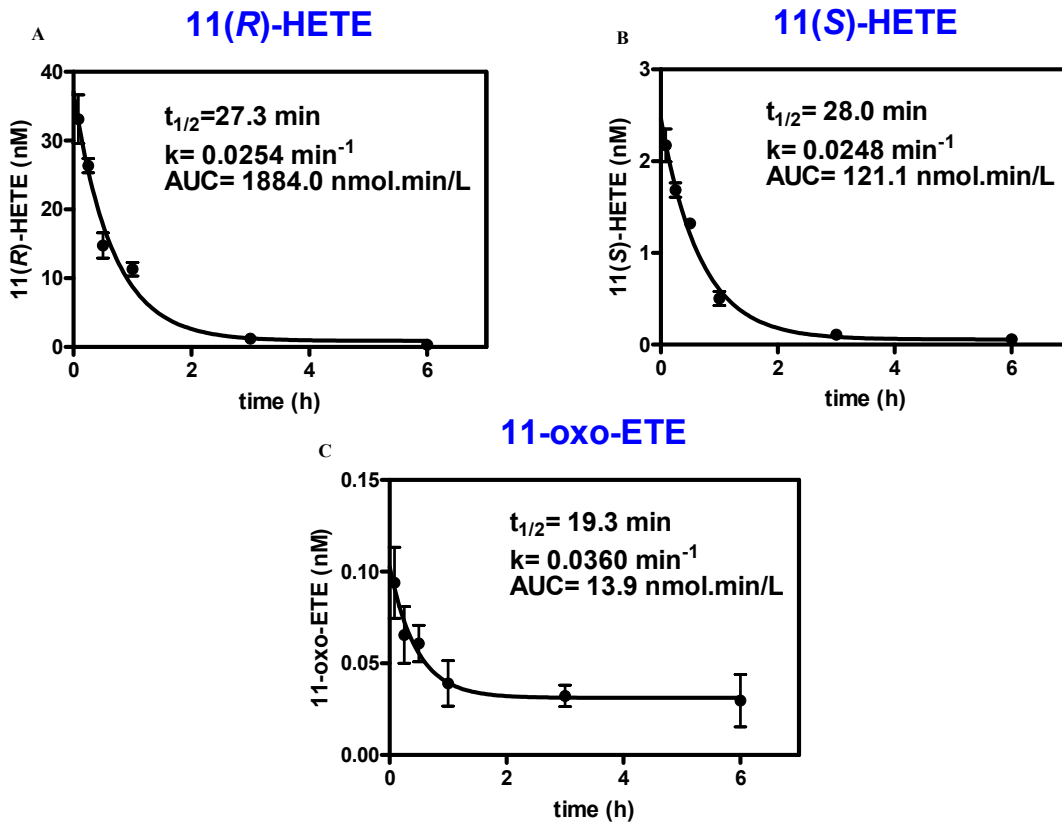 A
11(R)-HETE
11(R)-HETE (nM)
40
30
20
10
0
t1/2=27.3 min
k= 0.0254 min-1
AUC= 1884.0 nmol.min/L
0
2
4
6
time (h)
B
11(S)-HETE
11(S)-HETE (nM)
3
2
1
0
t1/2= 28.0 min
k= 0.0248 min-1
AUC= 121.1 nmol.min/L
0
2
4
6
time (h)
C
11-oxo-ETE
11-oxo-ETE (nM)
0.15
0.10
0.05
0.00
t1/2= 19.3 min
k= 0.0360 min-1
AUC= 13.9 nmol.min/L
0
2
4
6
time (h)